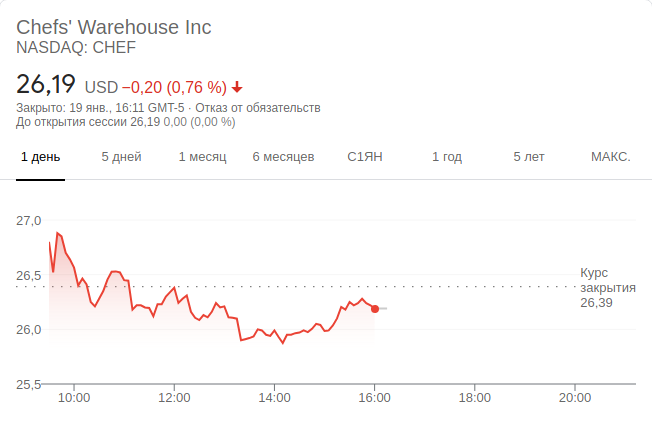 Chefs' Warehouse Inc
NASDAQ: CHEF
26,19 USD −0,20 (0,76 %)
Закрыто: 19 янв., 16:11 GMT-5 · Отказ от обязательств
До открытия сессии 26,19 0,00 (0,00 %)
1 день 5 дней 1 месяц 6 месяцев С1ЯН 1 год 5 лет МАКС.
27,0
26,5
26,0
25,5
Курс
закрытия
26,39
10:00 12:00 14:00 16:00 18:00 20:00